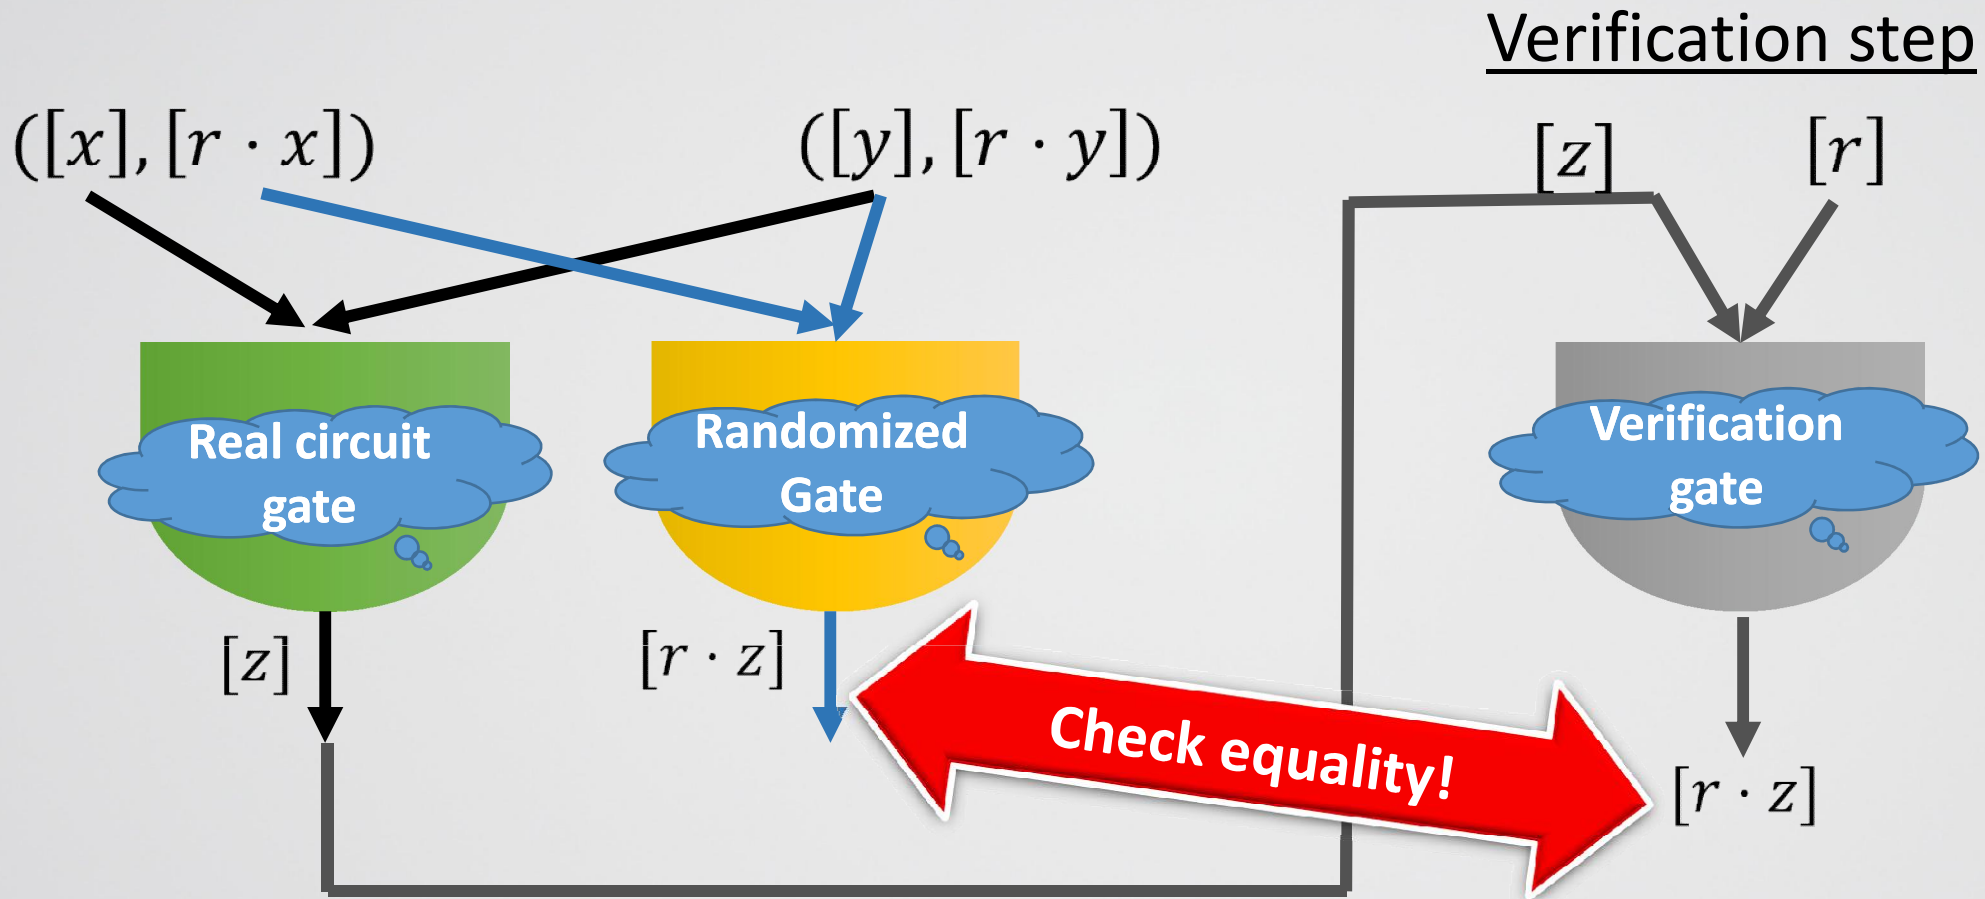 Verification step
([x], [r · x])
([y], [r · y])
[z]
[r]
Real circuit
gate
Randomized
Gate
Verification
gate
[z]
[r · z]
Check equality!
[r · z]